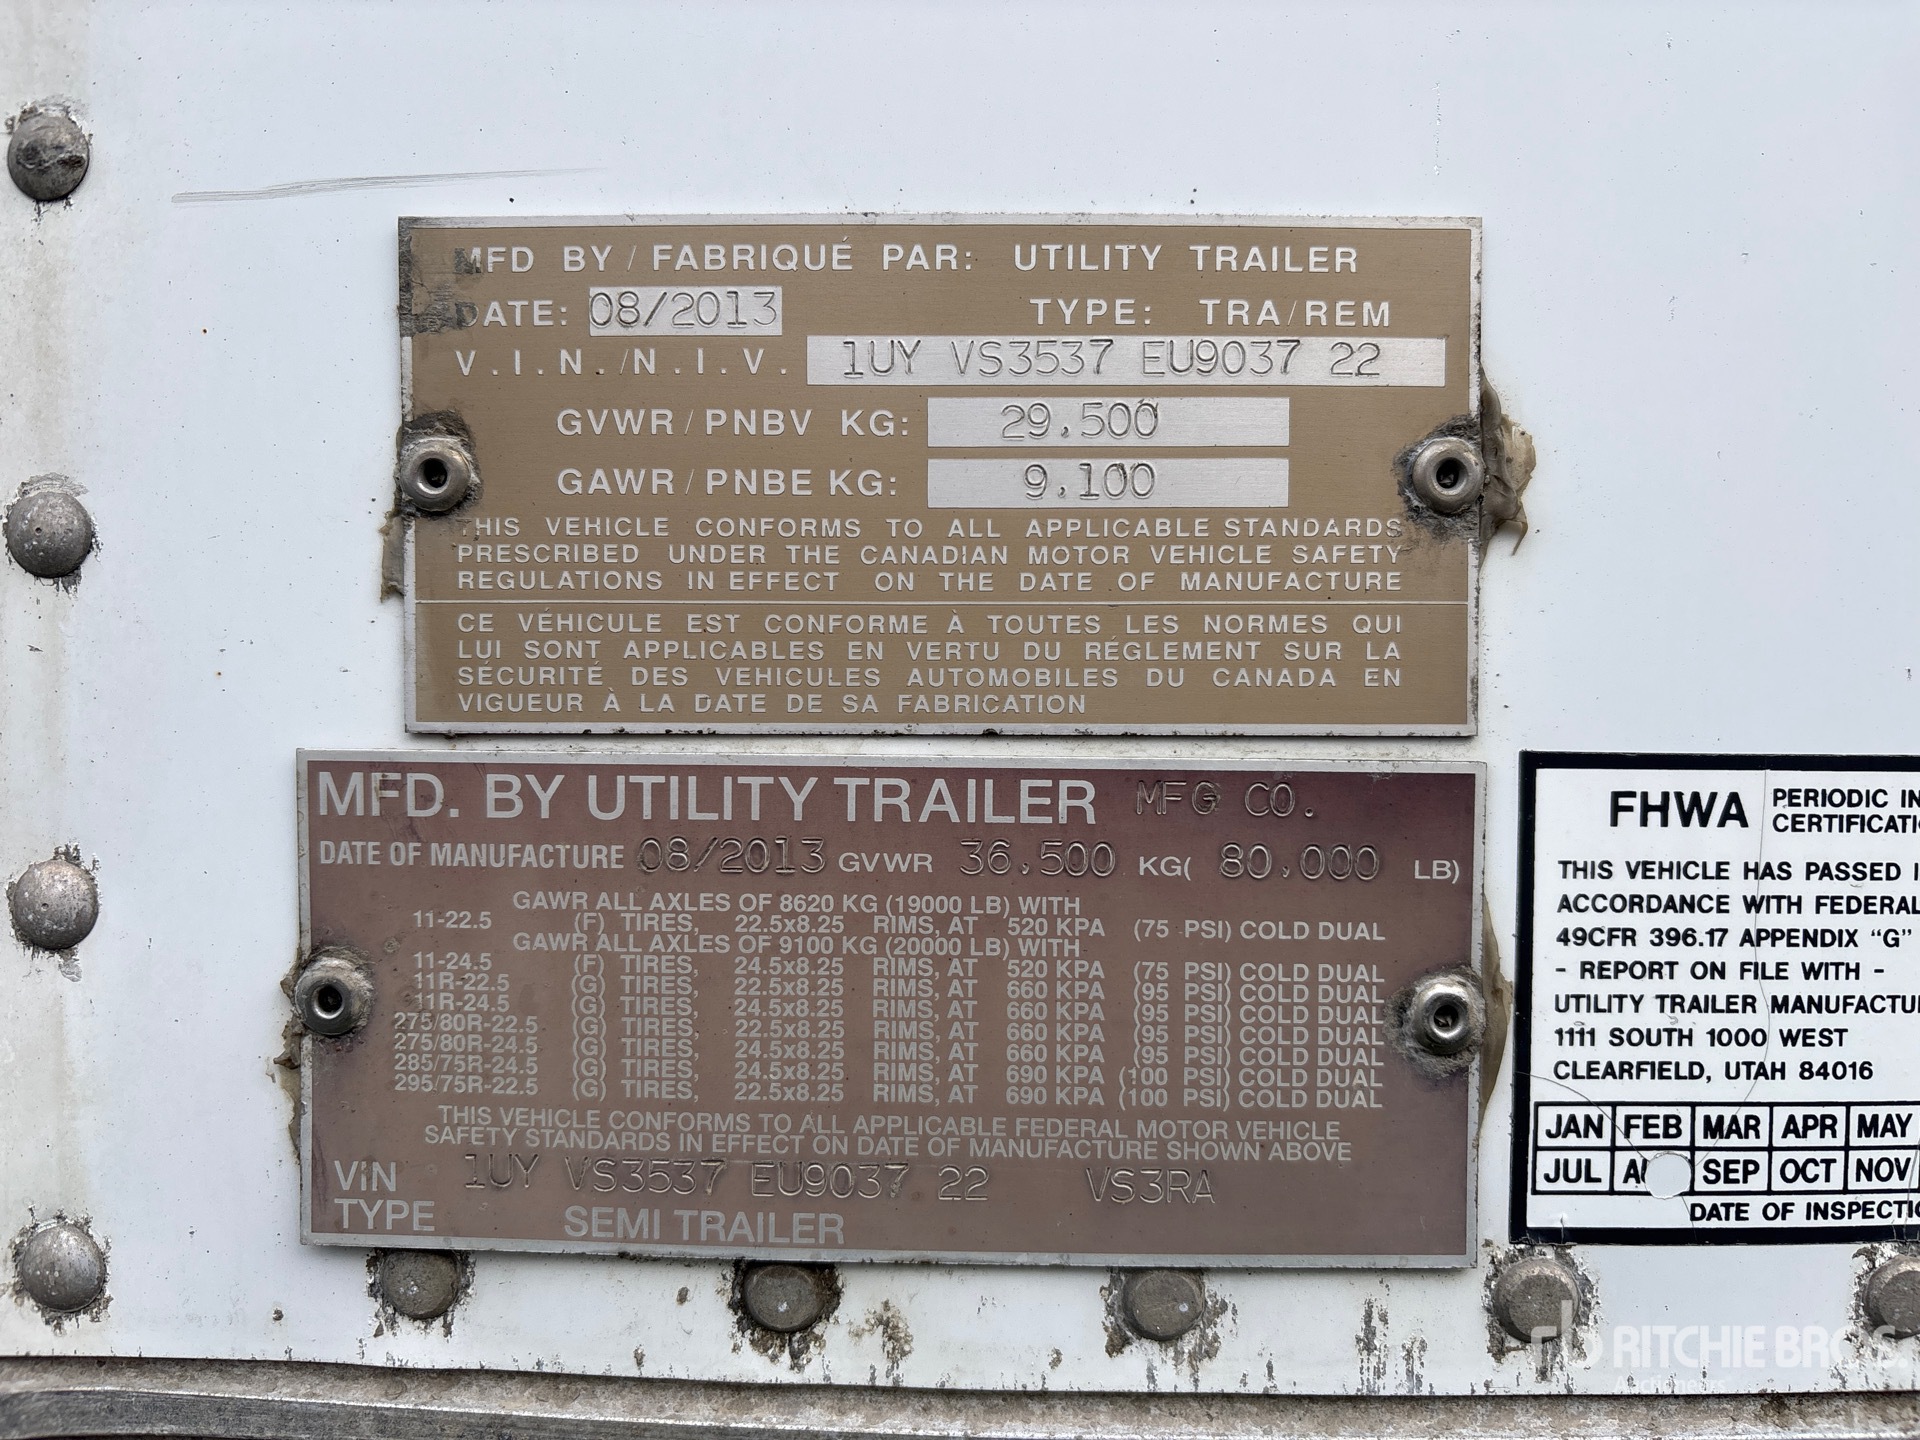 MFD BY / FABRIQUÉ PAR: UTILITY TRAILER
DATE: 08/2013 TYPE: TRA/REM
V.I.N. /N.I.V. 1UY VS3537 EU9037 22
GVWR / PNBV KG: 29,500
GAWR / PNBE KG: 9,100
THIS VEHICLE CONFORMS TO ALL APPLICABLE STANDARDS
PRESCRIBED UNDER THE CANADIAN MOTOR VEHICLE SAFETY
REGULATIONS IN EFFECT ON THE DATE OF MANUFACTURE
CE VÉHICULE EST CONFORME À TOUTES LES NORMES QUI
LUI SONT APPLICABLES EN VERTU DU RÉGLEMENT SUR LA
SÉCURITÉ DES VEHICULES AUTOMOBILES DU CANADA EN
VIGUEUR À LA DATE DE SA FABRICATION
MFD. BY UTILITY TRAILER MFG CO.
DATE OF MANUFACTURE 08/2013 GVWR 36,500 KG( 80,000 LB)
GAWR ALL AXLES OF 8620 KG (19000 LB) WITH
11-22.5 (F) TIRES, 22.5x8.25 RIMS, AT 520 KPA (75 PSI) COLD DUAL
GAWR ALL AXLES OF 9100 KG (20000 LB) WITH
11-24.5 (F) TIRES, 24.5x8.25 RIMS, AT 520 KPA (75 PSI) COLD DUAL
11R-22.5 (G) TIRES, 22.5x8.25 RIMS, AT 660 KPA (95 PSI) COLD DUAL
11R-24.5 (G) TIRES, 24.5x8.25 RIMS, AT 660 KPA (95 PSI) COLD DUAL
275/80R-22.5 (G) TIRES, 22.5x8.25 RIMS, AT 660 KPA (95 PSI) COLD DUAL
275/80R-24.5 (G) TIRES, 24.5x8.25 RIMS, AT 660 KPA (95 PSI) COLD DUAL
285/75R-24.5 (G) TIRES, 24.5x8.25 RIMS, AT 690 KPA (100 PSI) COLD DUAL
295/75R-22.5 (G) TIRES, 22.5x8.25 RIMS, AT 690 KPA (100 PSI) COLD DUAL
THIS VEHICLE CONFORMS TO ALL APPLICABLE FEDERAL MOTOR VEHICLE
SAFETY STANDARDS IN EFFECT ON DATE OF MANUFACTURE SHOWN ABOVE
VIN 1UY VS3537 EU9037 22 VS3RA
TYPE SEMI TRAILER
FHWA PERIODIC IN
CERTIFICATI
THIS VEHICLE HAS PASSED I
ACCORDANCE WITH FEDERAL
49CFR 396.17 APPENDIX "G"
- REPORT ON FILE WITH -
UTILITY TRAILER MANUFACTU
1111 SOUTH 1000 WEST
CLEARFIELD, UTAH 84016
JAN FEB MAR APR MAY
JUL AU SEP OCT NOV
DATE OF INSPECTIO
rb RITCHIE BROS.
Auctioneers